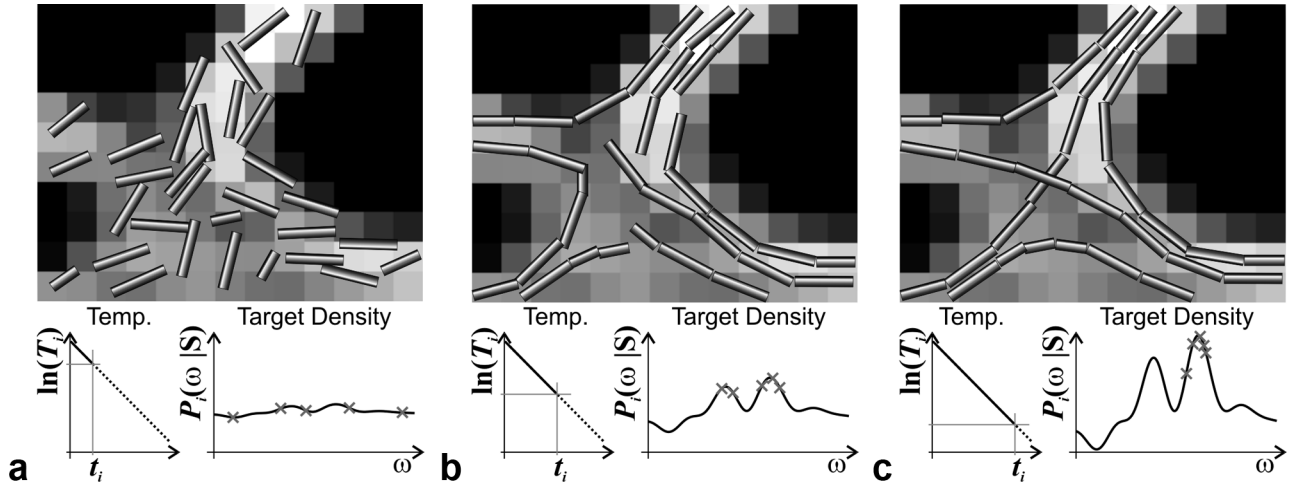 Temp. Target Density
ln(Tᵢ)
Pᵢ(ω|S)
tᵢ
ω
a
Temp. Target Density
ln(Tᵢ)
Pᵢ(ω|S)
tᵢ
ω
b
Temp. Target Density
ln(Tᵢ)
Pᵢ(ω|S)
tᵢ
ω
c